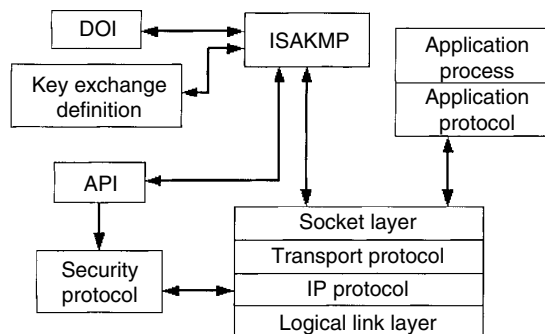 DOI
ISAKMP
Key exchange
definition
Application
process
Application
protocol
API
Security
protocol
Socket layer
Transport protocol
IP protocol
Logical link layer